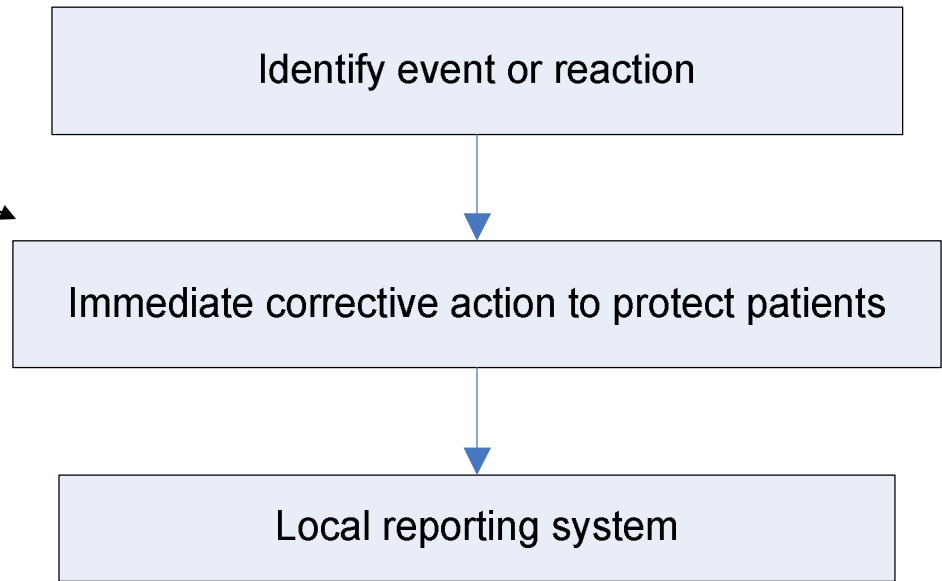 Identify event or reaction
Immediate corrective action to protect patients
Local reporting system